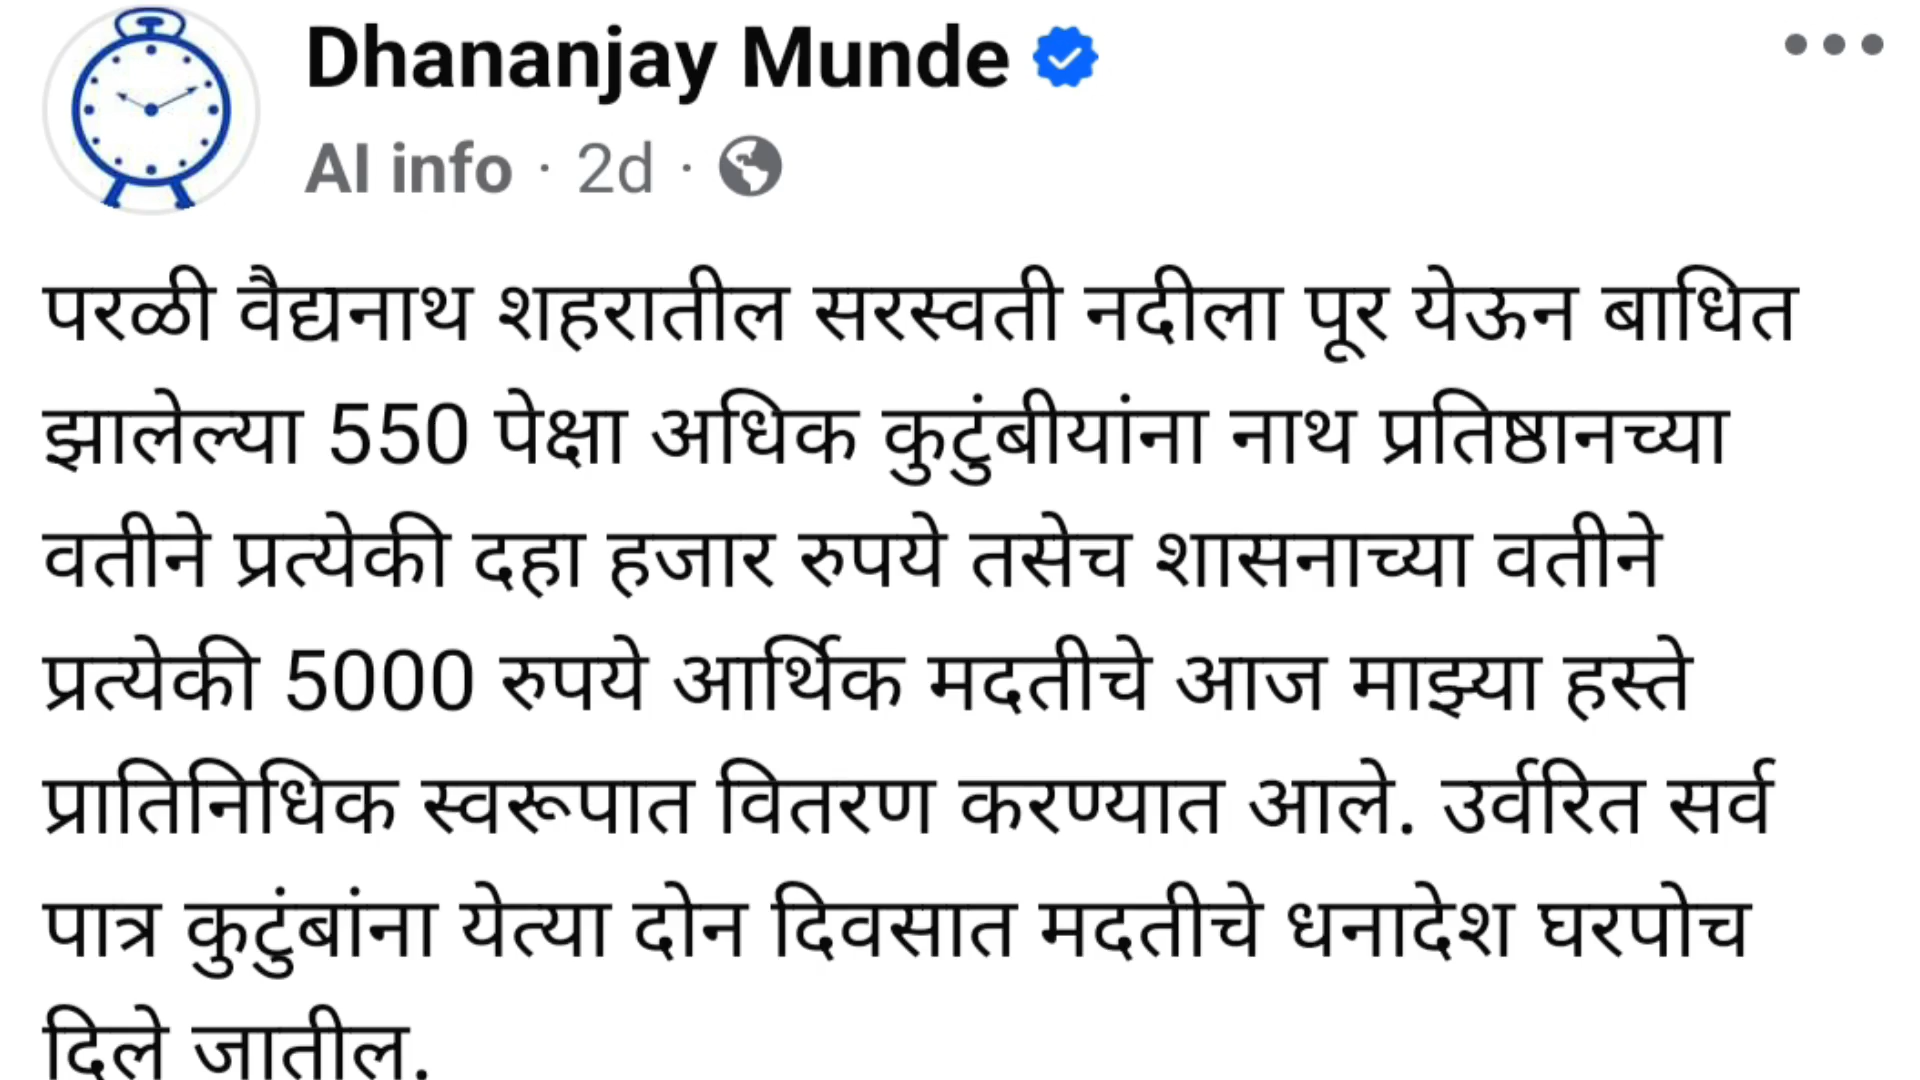 Dhananjay Munde
AI info · 2d ·
परळी वैद्यनाथ शहरातील सरस्वती नदीला पूर येऊन बाधित
झालेल्या 550 पेक्षा अधिक कुटुंबीयांना नाथ प्रतिष्ठानच्या
वतीने प्रत्येकी दहा हजार रुपये तसेच शासनाच्या वतीने
प्रत्येकी 5000 रुपये आर्थिक मदतीचे आज माझ्या हस्ते
प्रातिनिधिक स्वरूपात वितरण करण्यात आले. उर्वरित सर्व
पात्र कुटुंबांना येत्या दोन दिवसात मदतीचे धनादेश घरपोच
दिले जातील.